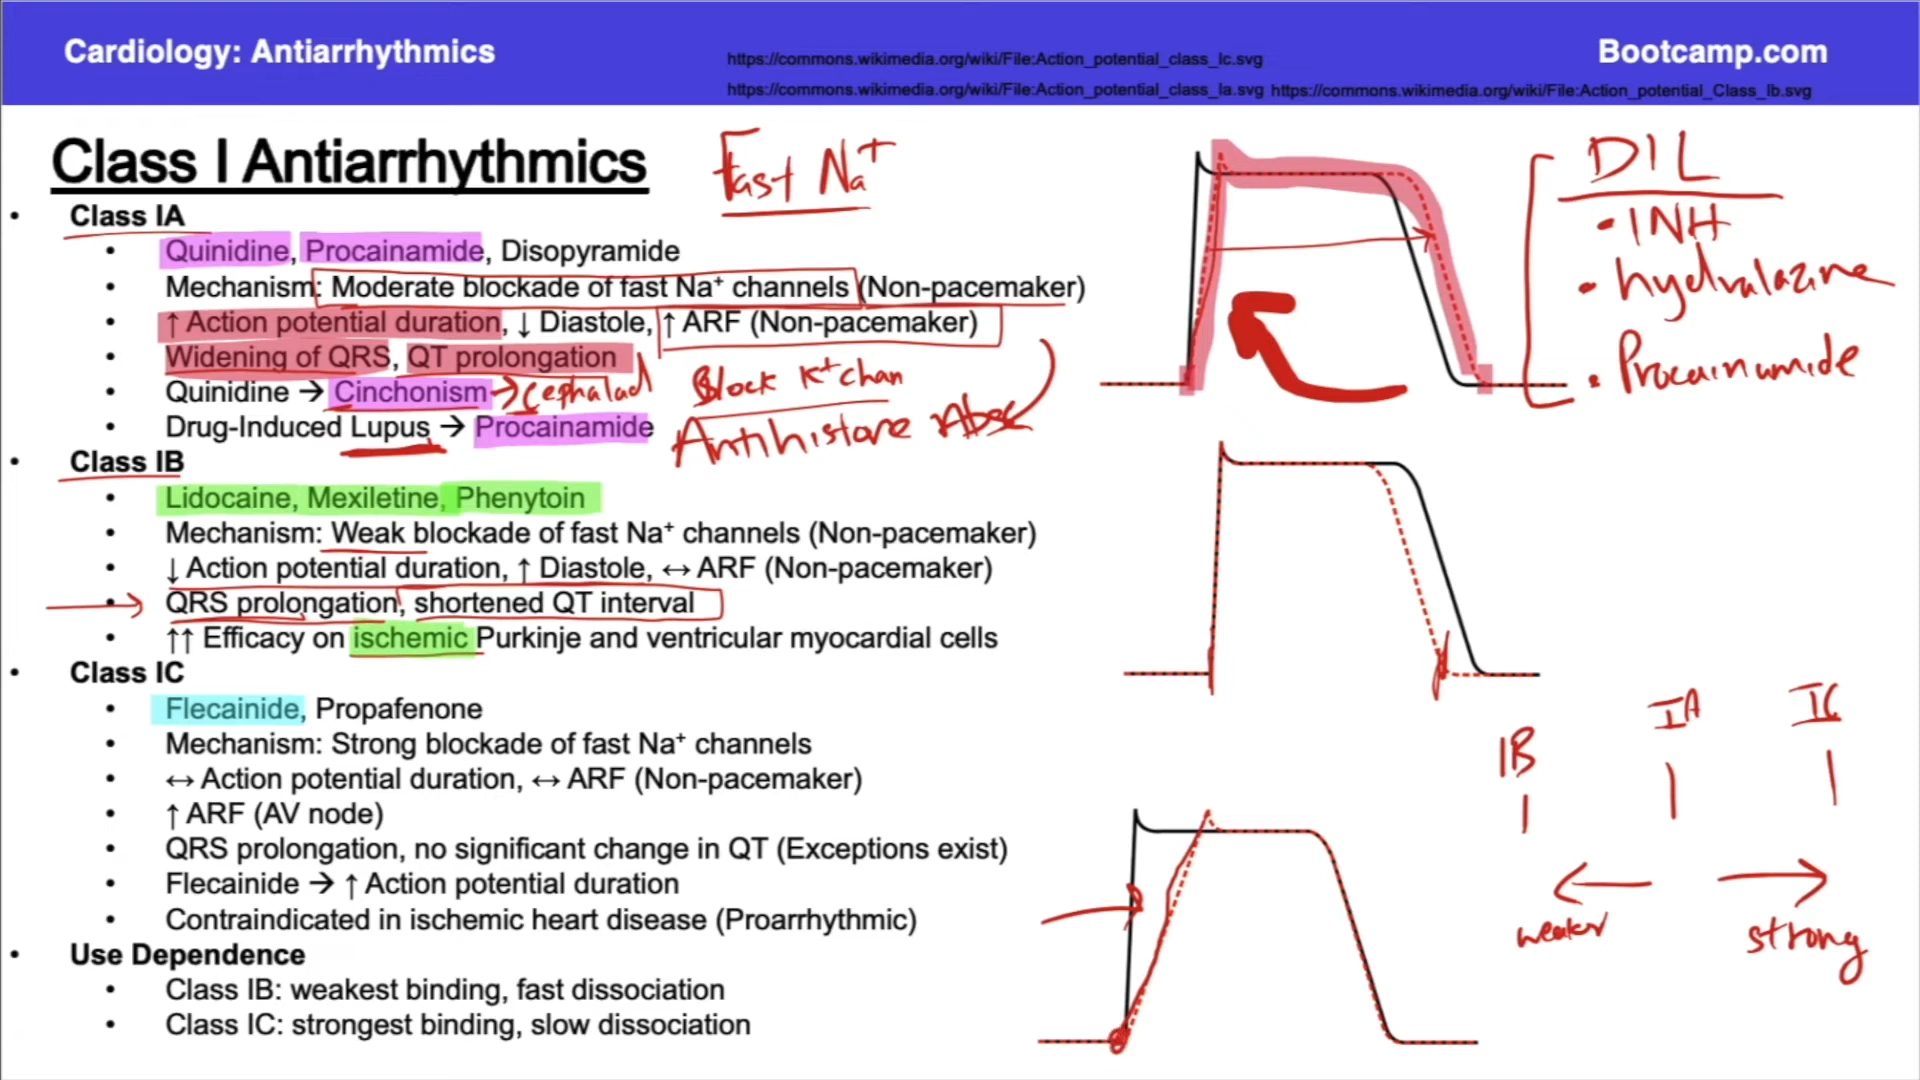 Cardiology: Antiarrhythmics
https://commons.wikimedia.org/wiki/File:Action_potential_class_Ic.svg
Bootcamp.com
https://commons.wikimedia.org/wiki/File:Action_potential_class_Ia.svg https://commons.wikimedia.org/wiki/File:Action_potential_Class_Ib.svg
Class I Antiarrhythmics
Fast Na+
• Class IA
• Quinidine, Procainamide, Disopyramide
• Mechanism: Moderate blockade of fast Na⁺ channels (Non-pacemaker)
• ↑ Action potential duration, ↓ Diastole, ↑ ARF (Non-pacemaker)
• Widening of QRS, QT prolongation
• Quinidine → Cinchonism → cephalad
Block K+ chan
• Drug-Induced Lupus → Procainamide
Antihistone Abs
• Class IB
• Lidocaine, Mexiletine, Phenytoin
• Mechanism: Weak blockade of fast Na⁺ channels (Non-pacemaker)
• ↓ Action potential duration, ↑ Diastole, ↔ ARF (Non-pacemaker)
• QRS prolongation, shortened QT interval
• ↑↑ Efficacy on ischemic Purkinje and ventricular myocardial cells
• Class IC
• Flecainide, Propafenone
• Mechanism: Strong blockade of fast Na⁺ channels
• ↔ Action potential duration, ↔ ARF (Non-pacemaker)
• ↑ ARF (AV node)
• QRS prolongation, no significant change in QT (Exceptions exist)
• Flecainide → ↑ Action potential duration
• Contraindicated in ischemic heart disease (Proarrhythmic)
• Use Dependence
• Class IB: weakest binding, fast dissociation
• Class IC: strongest binding, slow dissociation
DIL
• INH
• hydralazine
• Procainamide
IB
IA
IC
weaker
strong